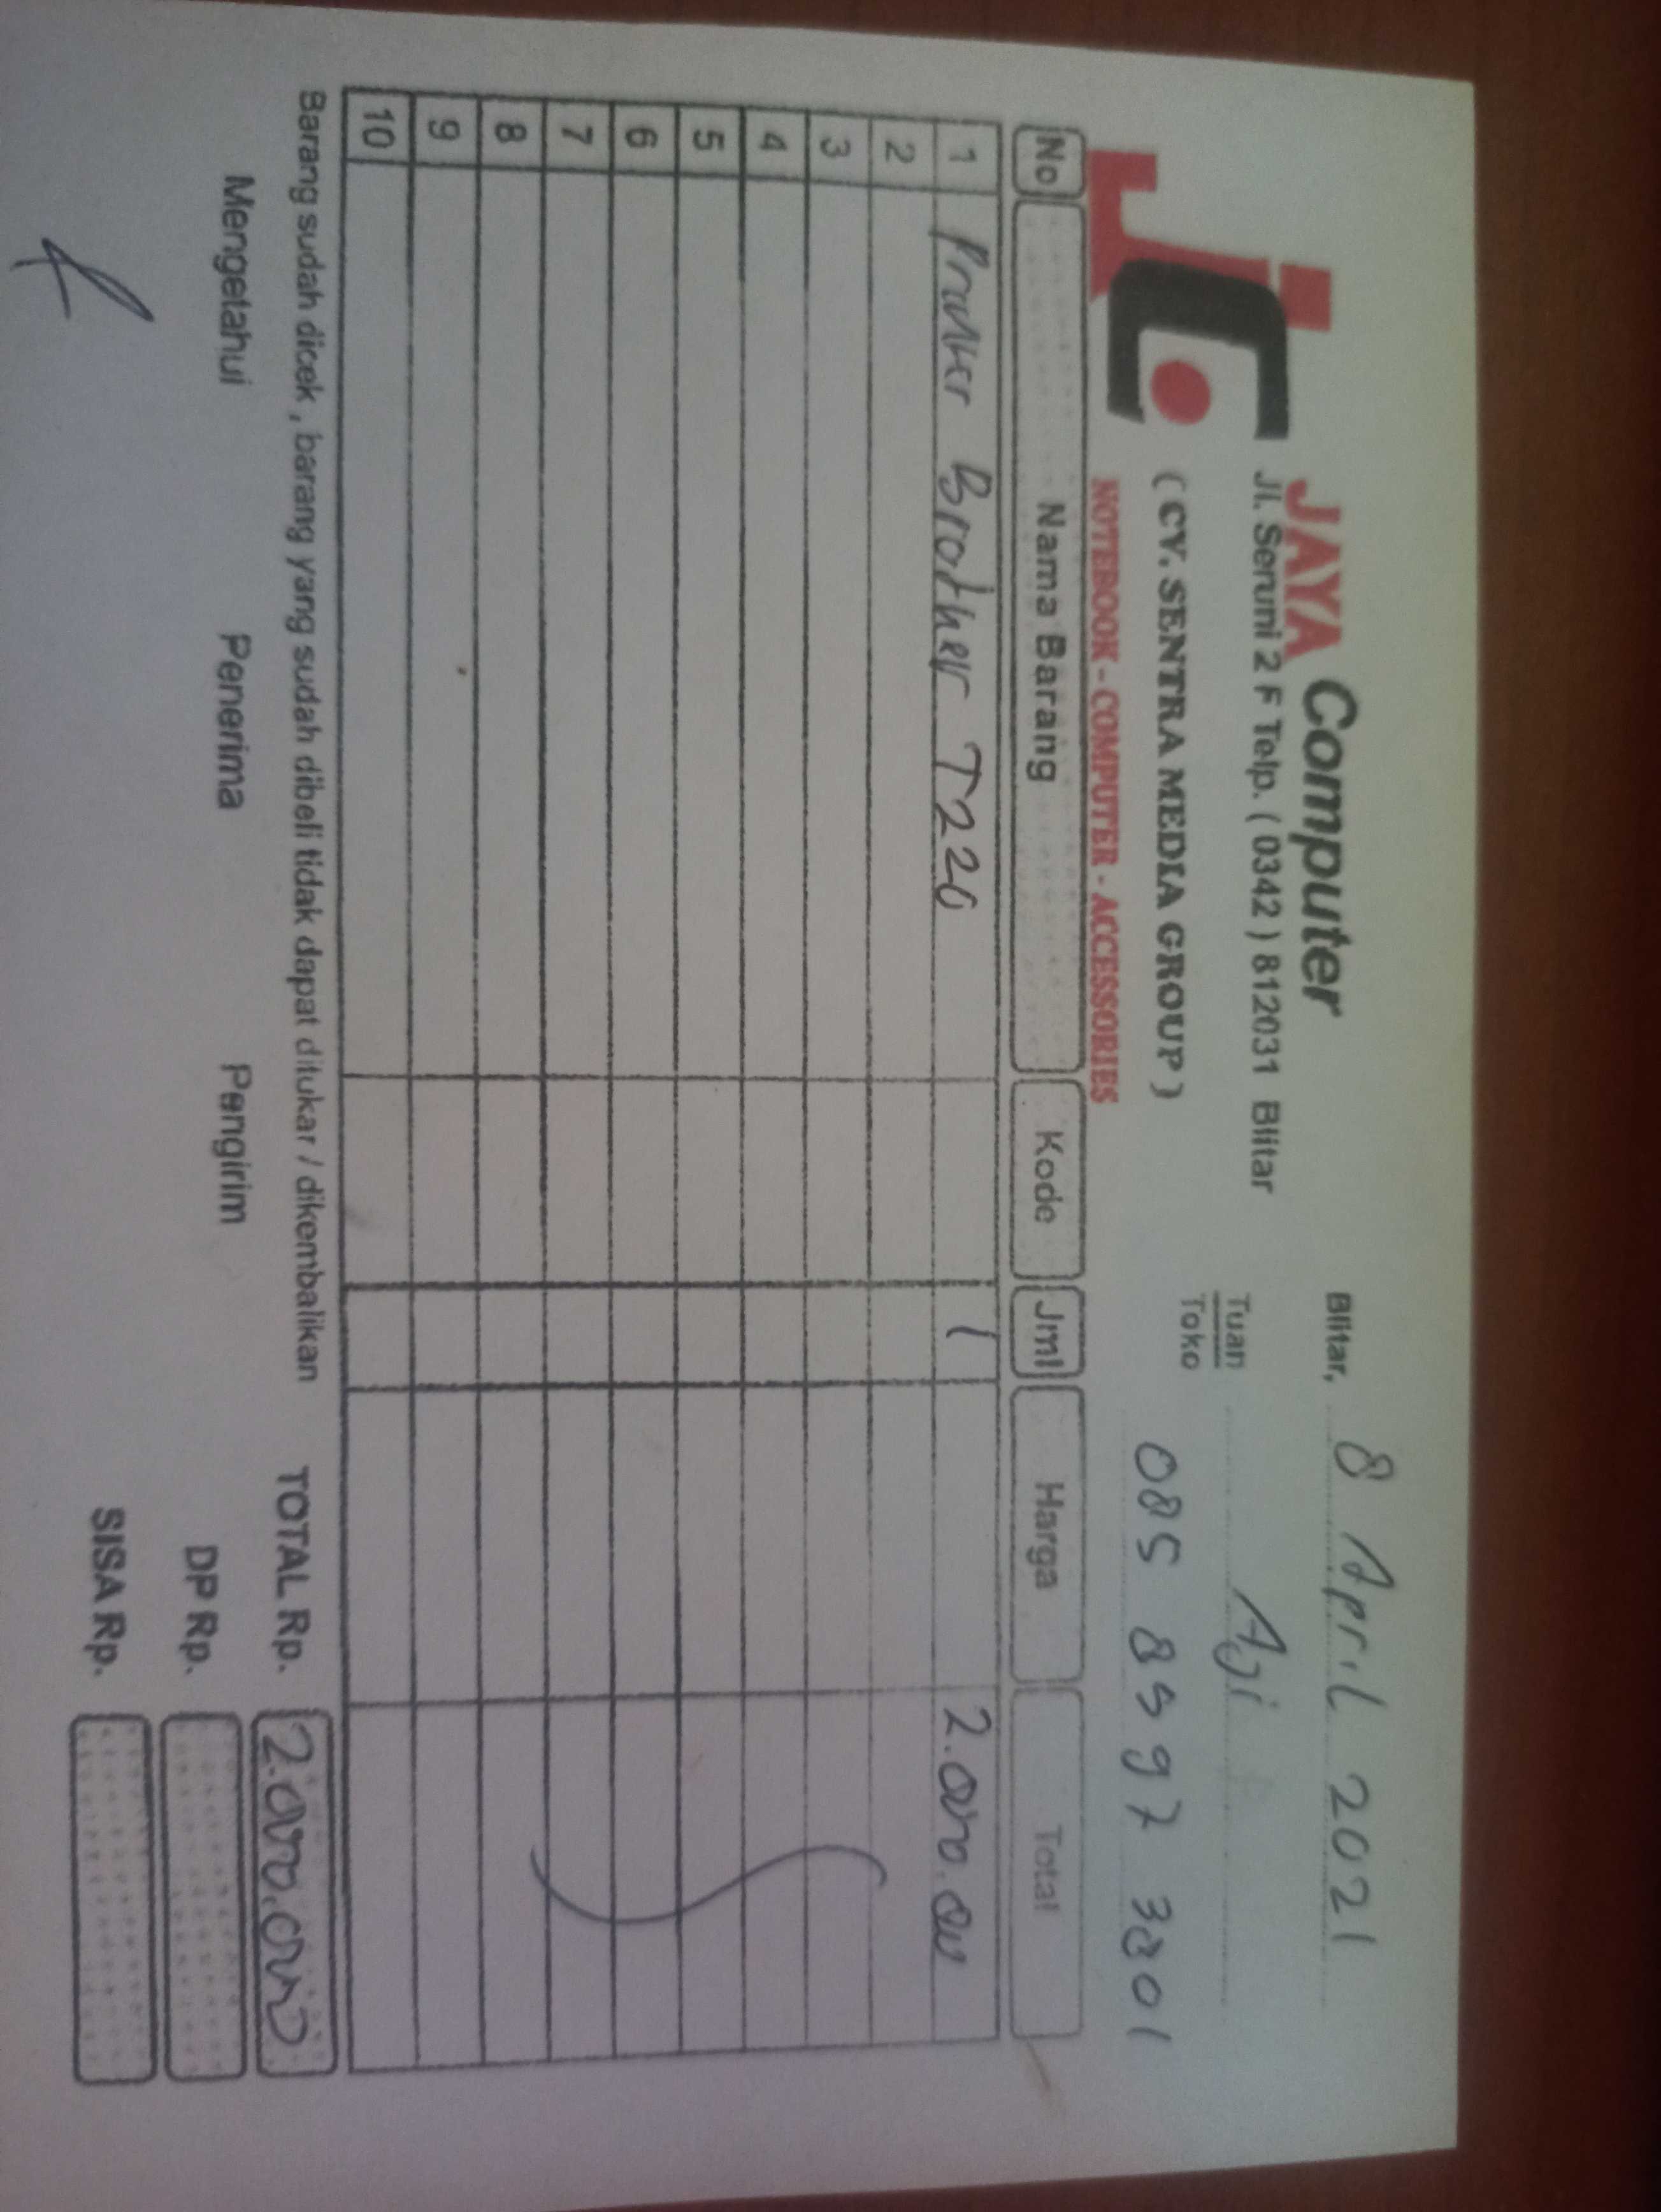 JC
JAYA Computer
Jl. Seruni 2 F Telp. ( 0342 ) 812031 Blitar
( CV. SENTRA MEDIA GROUP )
NOTEBOOK - COMPUTER - ACCESSORIES
Blitar, 8 April 2021
Tuan Aji
Toko
085 8597 3301
No Nama Barang Kode Jml Harga Total
1 Printer Brother T220 1 2.000.000
2
3
4
5
6
7
8
9
10
Barang sudah dicek , barang yang sudah dibeli tidak dapat ditukar / dikembalikan
TOTAL Rp. 2.000.000
Mengetahui Penerima Pengirim
DP Rp.
SISA Rp.